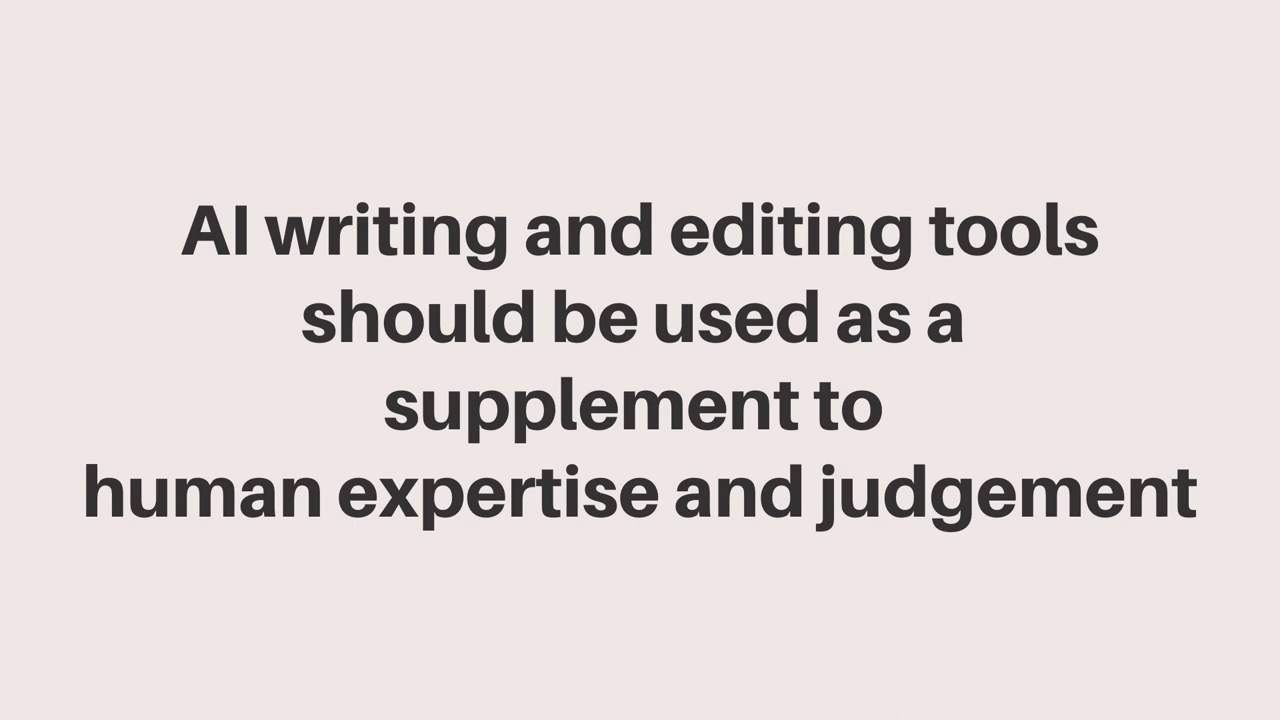 AI writing and editing tools
should be used as a
supplement to
human expertise and judgement